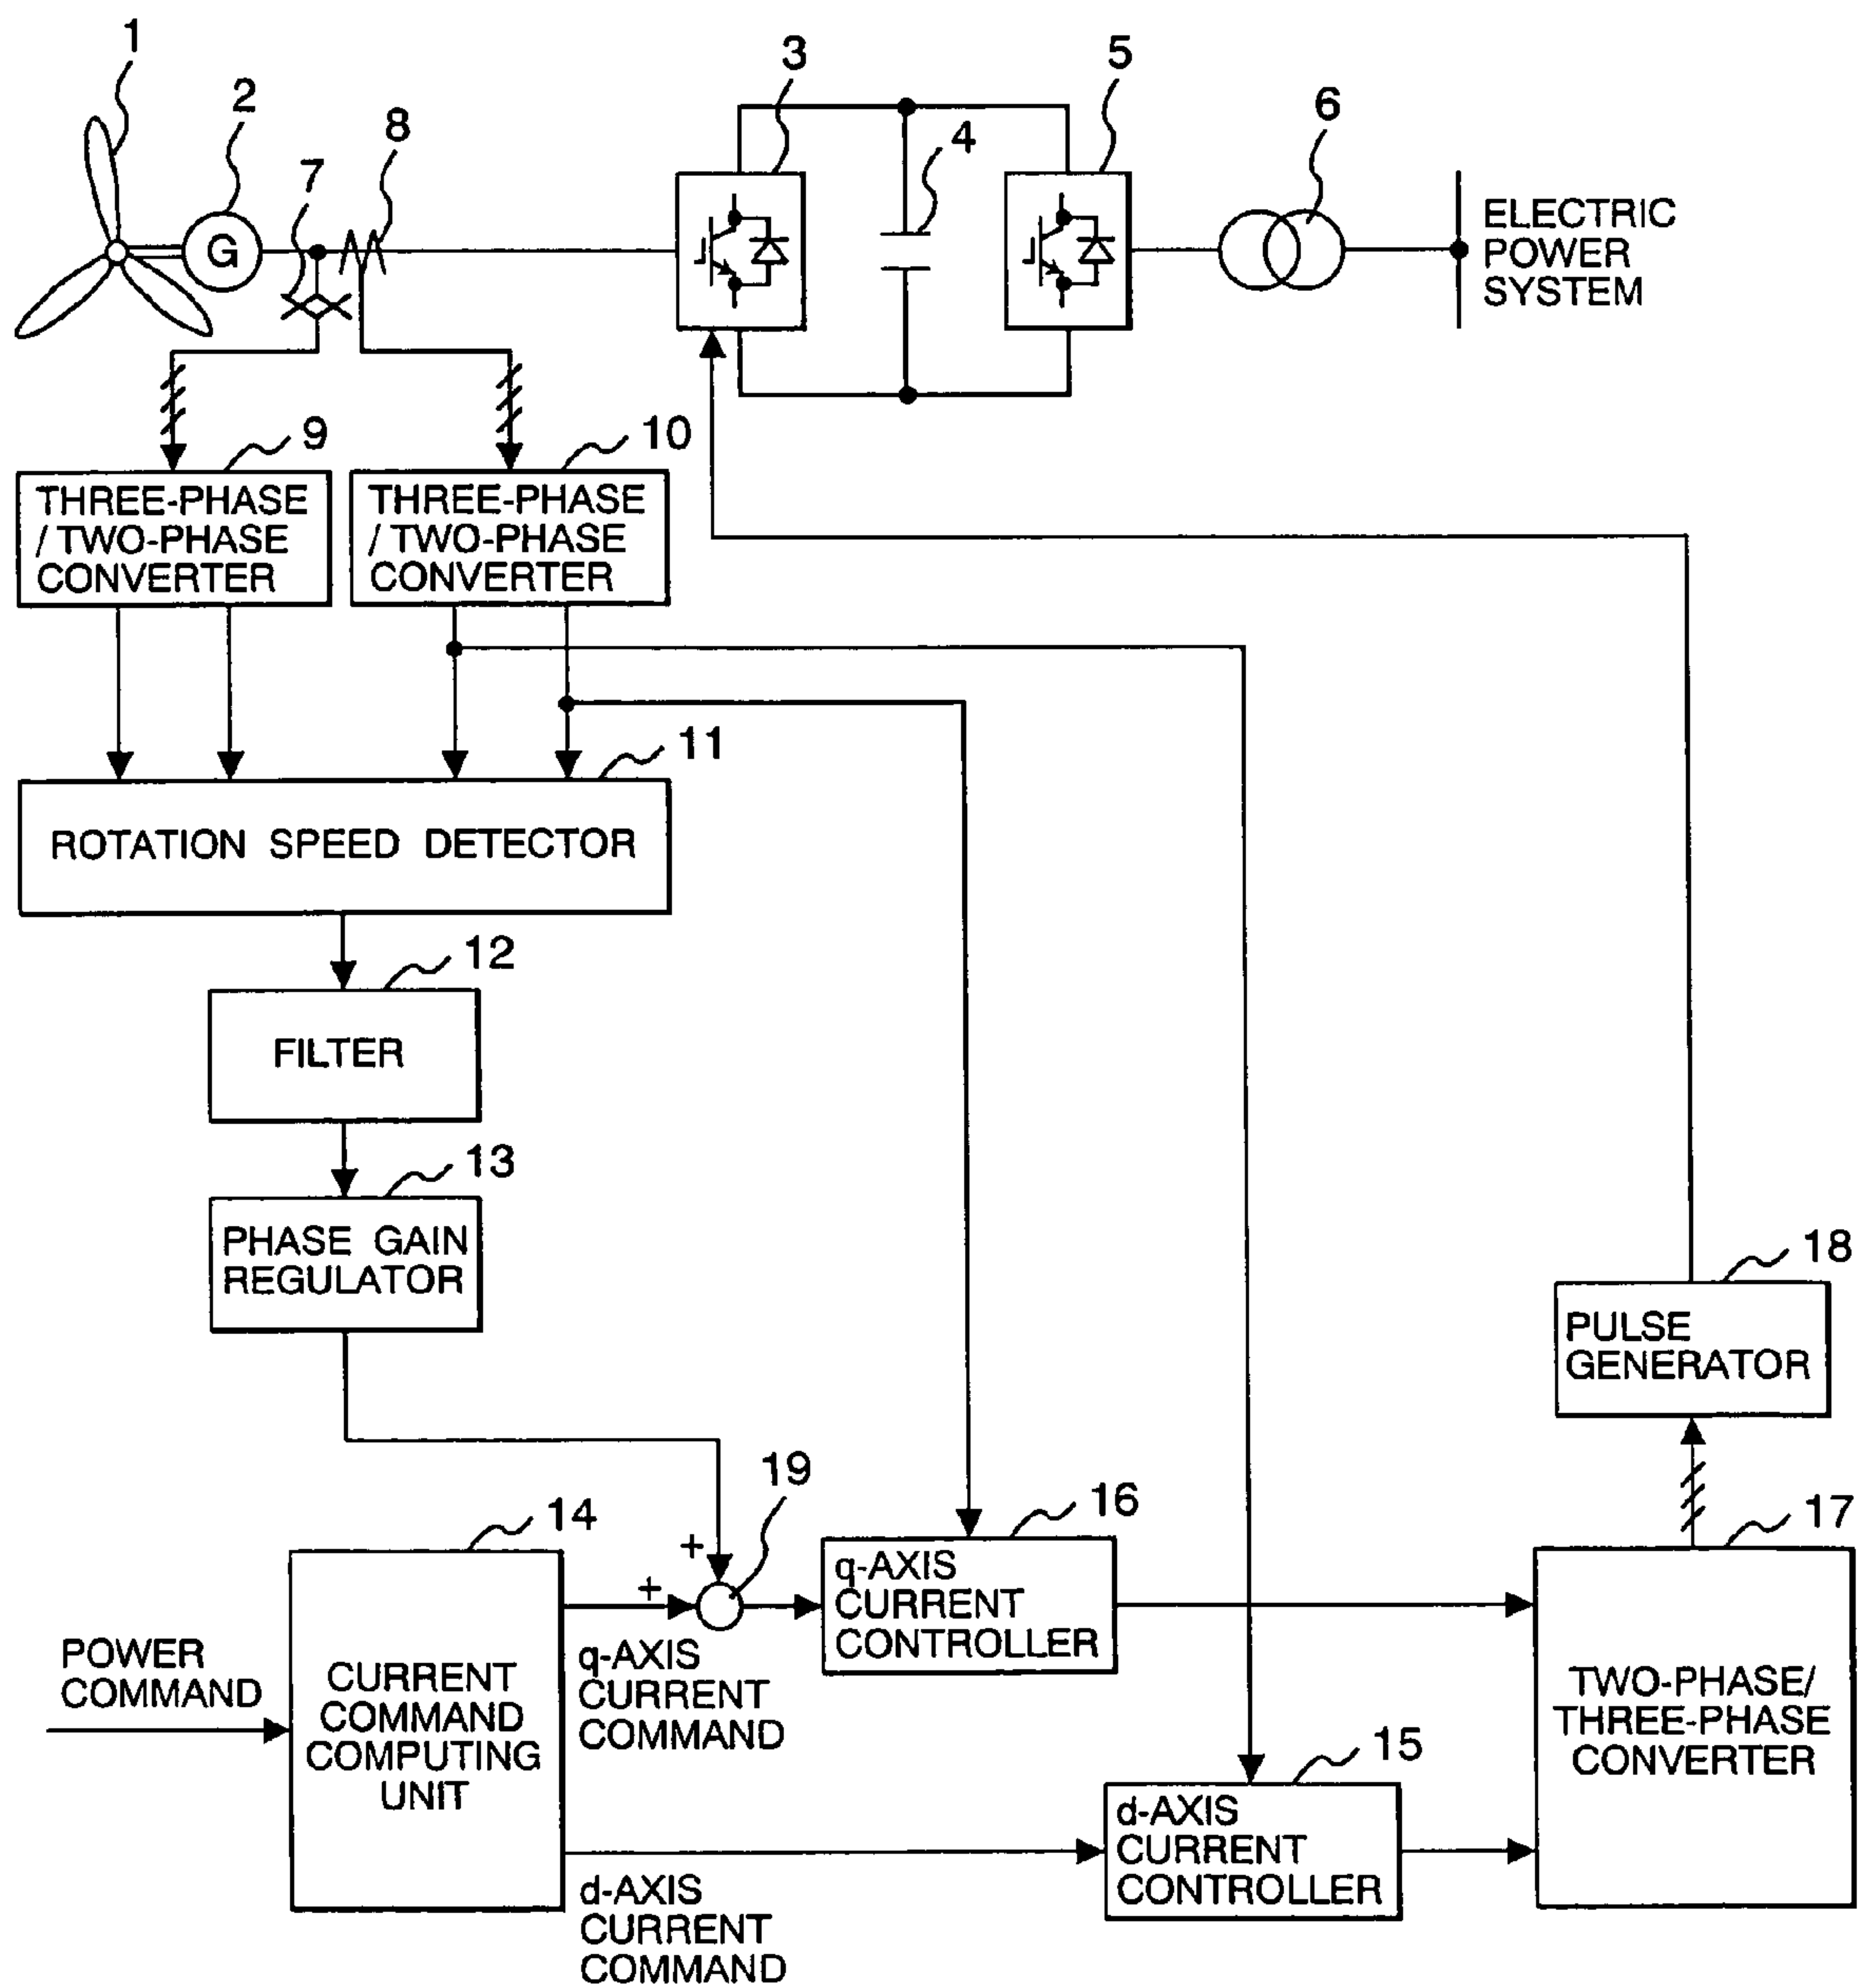 1
2
3
4
5
6
7
8
G
ELECTRIC
POWER
SYSTEM
9
10
THREE-PHASE
/TWO-PHASE
CONVERTER
THREE-PHASE
/TWO-PHASE
CONVERTER
11
ROTATION SPEED DETECTOR
12
FILTER
13
PHASE GAIN
REGULATOR
18
PULSE
GENERATOR
19
14
16
17
+
+
q-AXIS
CURRENT
CONTROLLER
POWER
COMMAND
CURRENT
COMMAND
COMPUTING
UNIT
q-AXIS
CURRENT
COMMAND
TWO-PHASE/
THREE-PHASE
CONVERTER
15
d-AXIS
CURRENT
CONTROLLER
d-AXIS
CURRENT
COMMAND